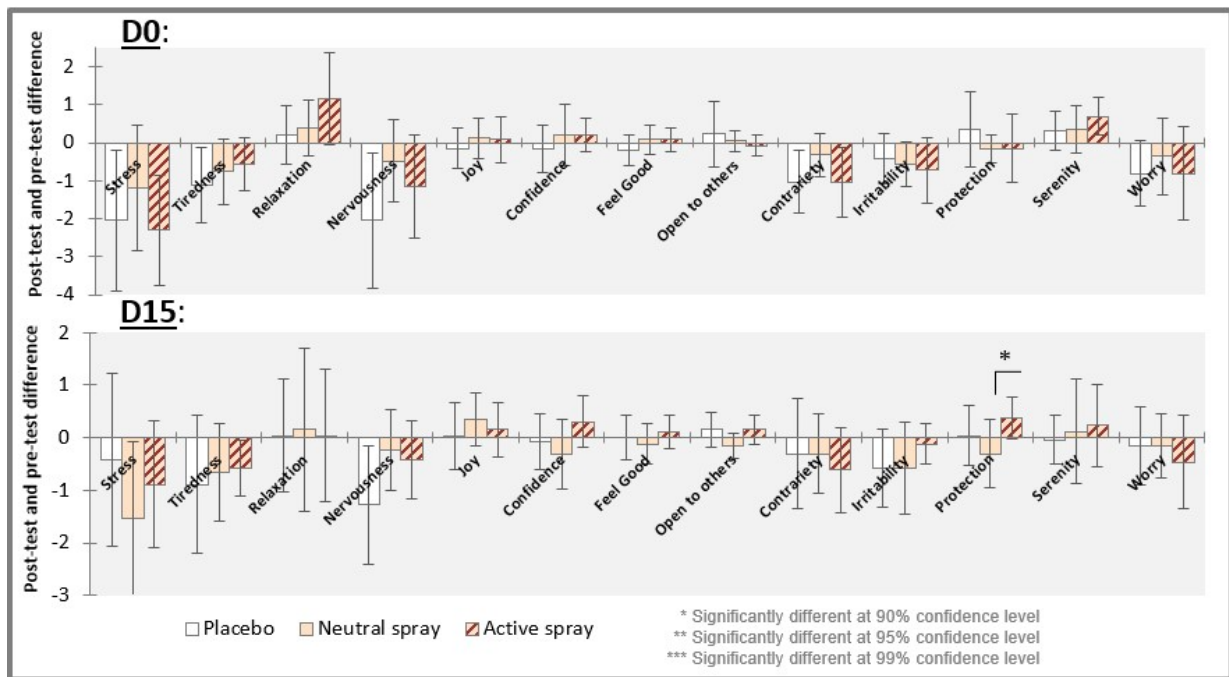 D0:
Post-test and pre-test difference
2
1
0
-1
-2
-3
-4
Stress
Tiredness
Relaxation
Nervousness
Joy
Confidence
Feel Good
Open to others
Contrariety
Irritability
Protection
Serenity
Worry
D15:
Post-test and pre-test difference
2
1
0
-1
-2
-3
*
Stress
Tiredness
Relaxation
Nervousness
Joy
Confidence
Feel Good
Open to others
Contrariety
Irritability
Protection
Serenity
Worry
Placebo Neutral spray Active spray
* Significantly different at 90% confidence level
** Significantly different at 95% confidence level
*** Significantly different at 99% confidence level